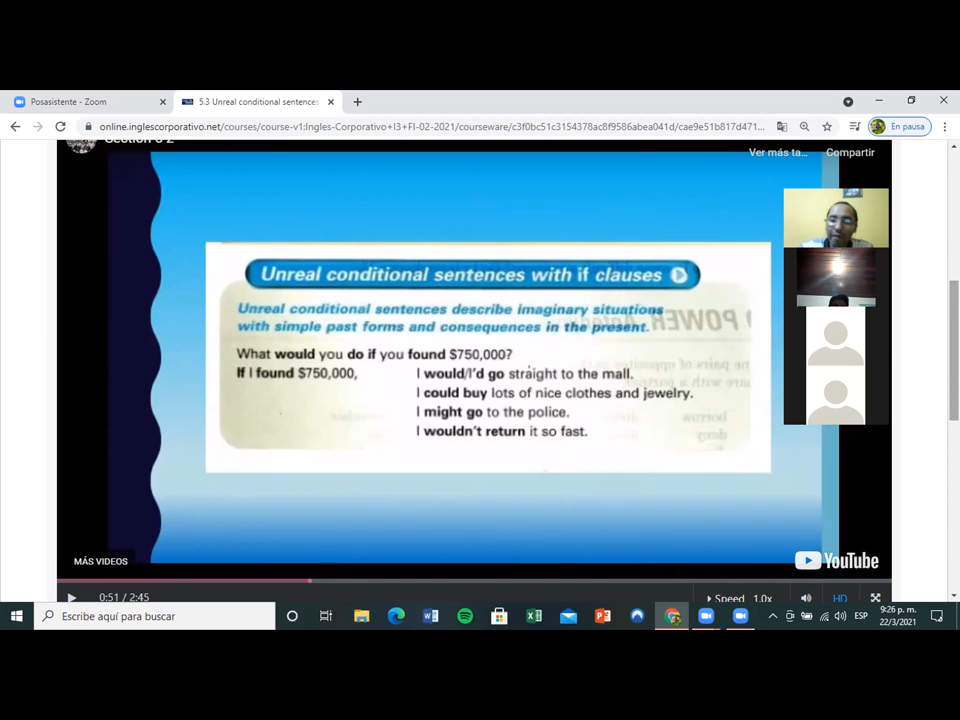 Posasistente - Zoom
5.3 Unreal conditional sentences
online.inglescorporativo.net/courses/course-v1:Ingles-Corporativo+I3+FI-02-2021/courseware/c3f0bc51c3154378ac8f9586abea041d/cae9e51b817d471...
En pausa
Ver más ta...
Compartir
Unreal conditional sentences with if clauses
Unreal conditional sentences describe imaginary situations
with simple past forms and consequences in the present.
What would you do if you found $750,000?
If I found $750,000, I would/I'd go straight to the mall.
I could buy lots of nice clothes and jewelry.
I might go to the police.
I wouldn't return it so fast.
MÁS VIDEOS
YouTube
0:51 / 2:45
Speed 1.0x
HD
Escribe aquí para buscar
ESP
9:26 p. m.
22/3/2021